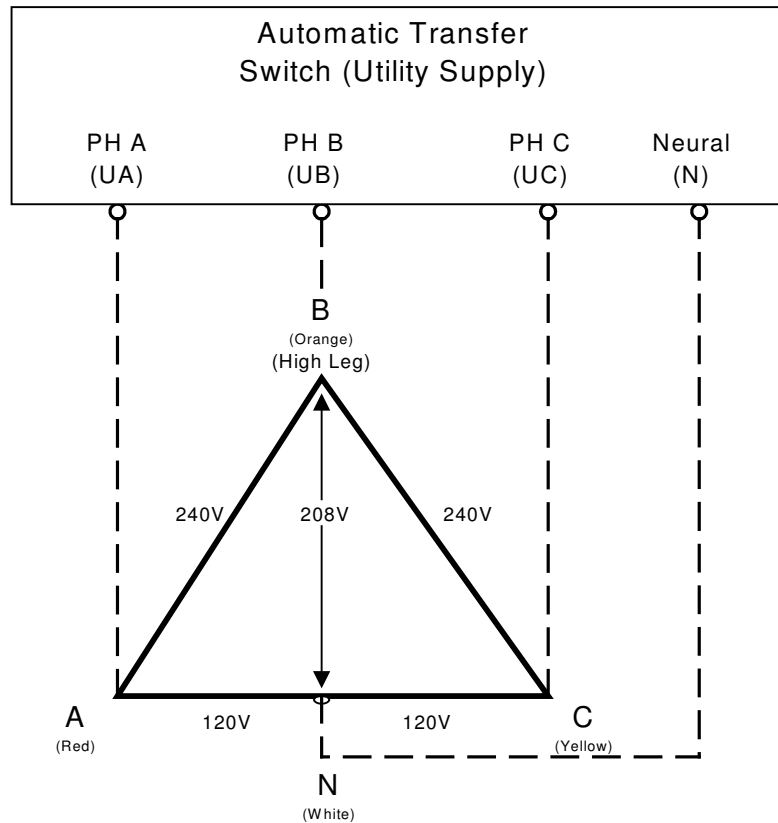 Automatic Transfer
Switch (Utility Supply)
PH A
(UA)
PH B
(UB)
PH C
(UC)
Neural
(N)
B
(Orange)
(High Leg)
240V
208V
240V
A
(Red)
120V
120V
C
(Yellow)
N
(White)